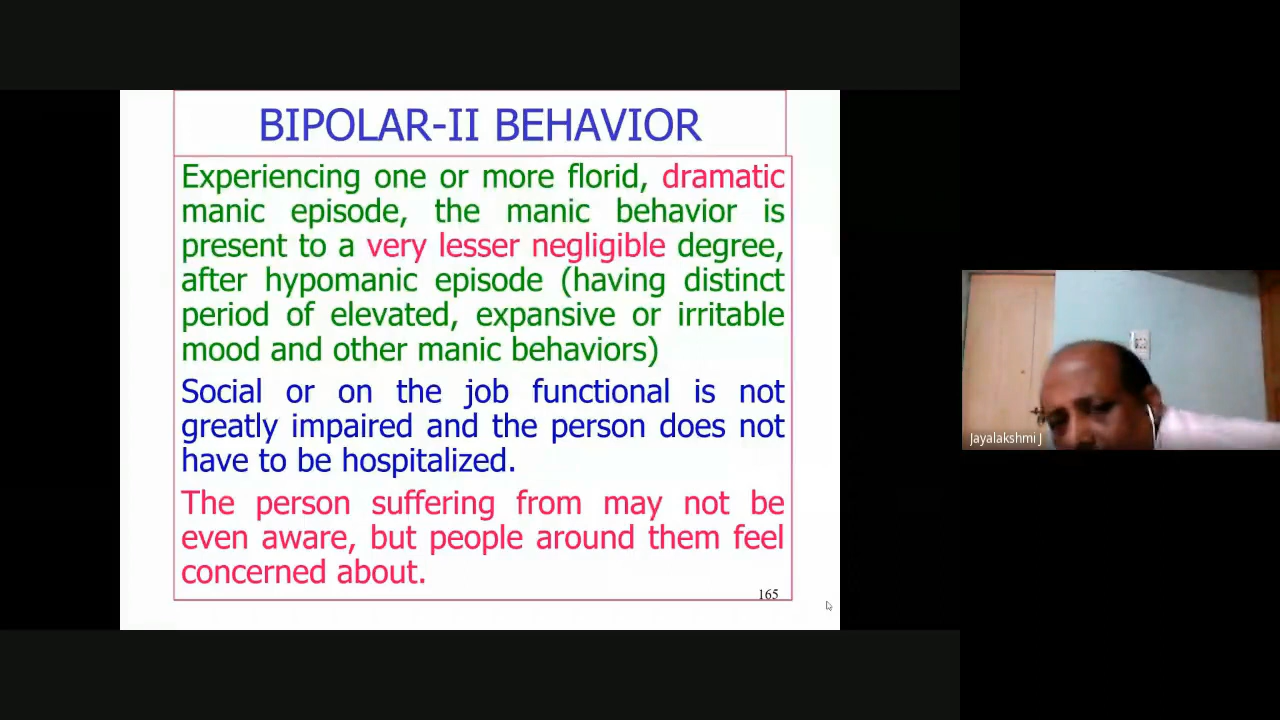 BIPOLAR-II BEHAVIOR
Experiencing one or more florid, dramatic
manic episode, the manic behavior is
present to a very lesser negligible degree,
after hypomanic episode (having distinct
period of elevated, expansive or irritable
mood and other manic behaviors)
Social or on the job functional is not
greatly impaired and the person does not
have to be hospitalized.
The person suffering from may not be
even aware, but people around them feel
concerned about.
165
Jayalakshmi J